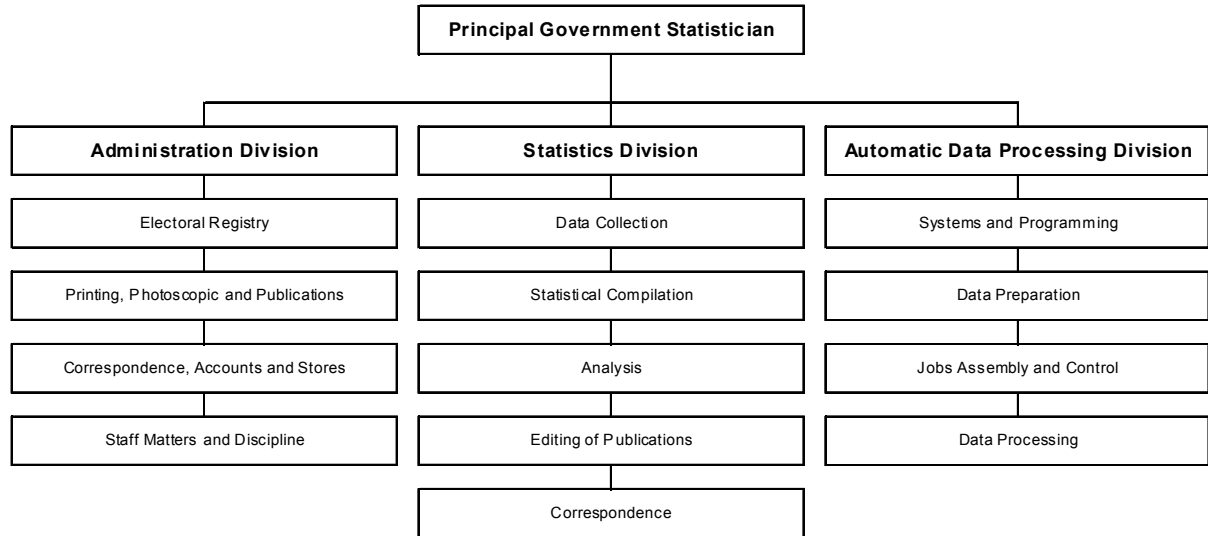 Principal Government Statistician
Administration Division
Electoral Registry
Printing, Photoscopic and Publications
Correspondence, Accounts and Stores
Staff Matters and Discipline
Statistics Division
Data Collection
Statistical Compilation
Analysis
Editing of Publications
Correspondence
Automatic Data Processing Division
Systems and Programming
Data Preparation
Jobs Assembly and Control
Data Processing